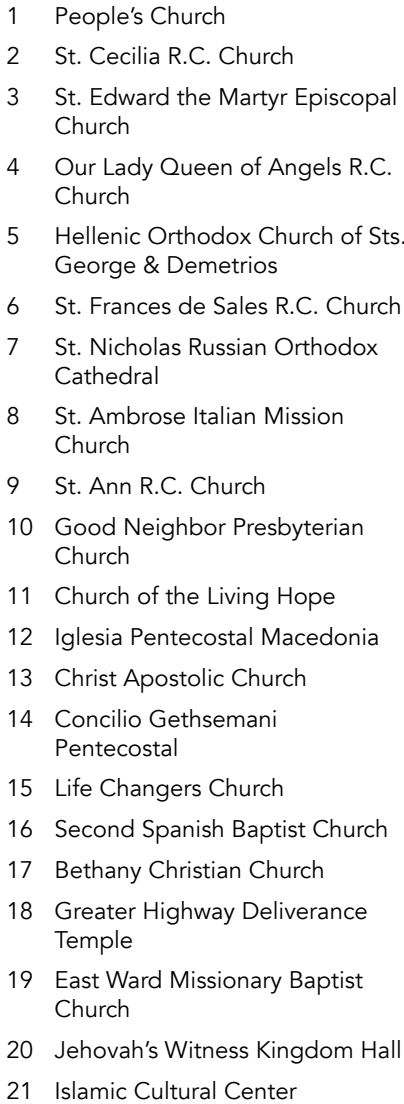 1 People’s Church
2 St. Cecilia R.C. Church
3 St. Edward the Martyr Episcopal
Church
4 Our Lady Queen of Angels R.C.
Church
5 Hellenic Orthodox Church of Sts.
George & Demetrios
6 St. Frances de Sales R.C. Church
7 St. Nicholas Russian Orthodox
Cathedral
8 St. Ambrose Italian Mission
Church
9 St. Ann R.C. Church
10 Good Neighbor Presbyterian
Church
11 Church of the Living Hope
12 Iglesia Pentecostal Macedonia
13 Christ Apostolic Church
14 Concilio Gethsemani
Pentecostal
15 Life Changers Church
16 Second Spanish Baptist Church
17 Bethany Christian Church
18 Greater Highway Deliverance
Temple
19 East Ward Missionary Baptist
Church
20 Jehovah’s Witness Kingdom Hall
21 Islamic Cultural Center